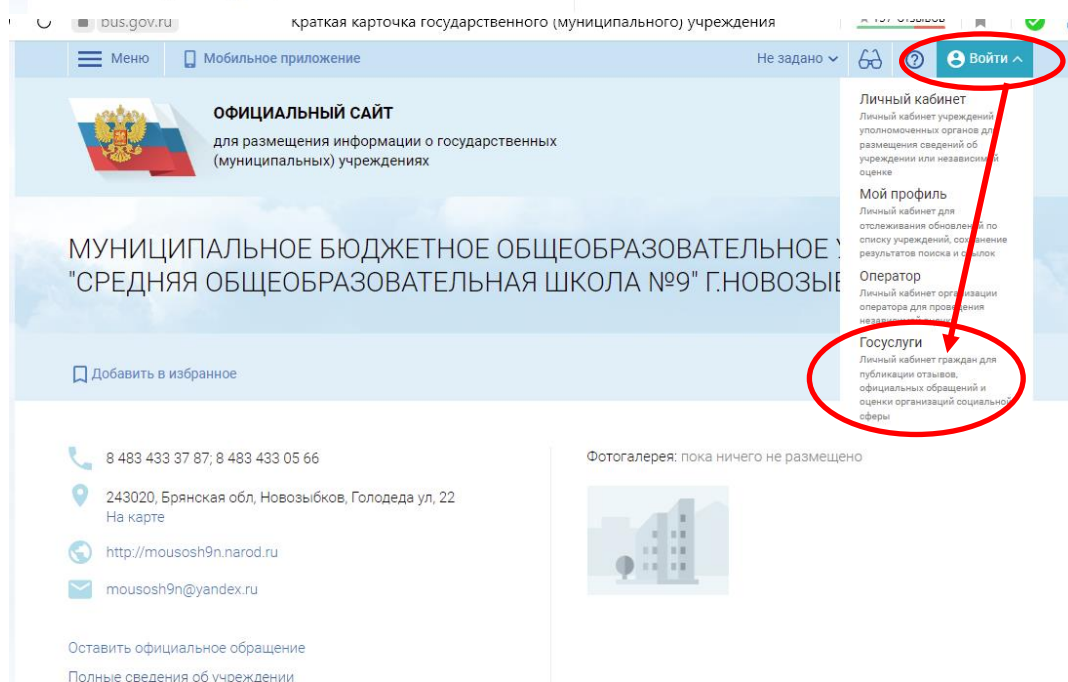 bus.gov.ru
Краткая карточка государственного (муниципального) учреждения
197 отзывов
Меню
Мобильное приложение
Не задано
Войти
ОФИЦИАЛЬНЫЙ САЙТ
для размещения информации о государственных
(муниципальных) учреждениях
Личный кабинет
Личный кабинет учреждений
уполномоченных органов для
размещения сведений об
учреждении или независимой
оценке
Мой профиль
Личный кабинет для
отслеживания обновлений по
списку учреждений, сохранение
результатов поиска и ссылок
Оператор
Личный кабинет организации
оператора для проведения
независимой оценки
Госуслуги
Личный кабинет граждан для
публикации отзывов,
официальных обращений и
оценки организаций социальной
сферы
МУНИЦИПАЛЬНОЕ БЮДЖЕТНОЕ ОБЩЕОБРАЗОВАТЕЛЬНОЕ
"СРЕДНЯЯ ОБЩЕОБРАЗОВАТЕЛЬНАЯ ШКОЛА №9" Г.НОВОЗЫБ
Добавить в избранное
8 483 433 37 87; 8 483 433 05 66
243020, Брянская обл, Новозыбков, Голодеда ул, 22
На карте
http://mousosh9n.narod.ru
mousosh9n@yandex.ru
Оставить официальное обращение
Полные сведения об учреждении
Фотогалерея: пока ничего не размещено